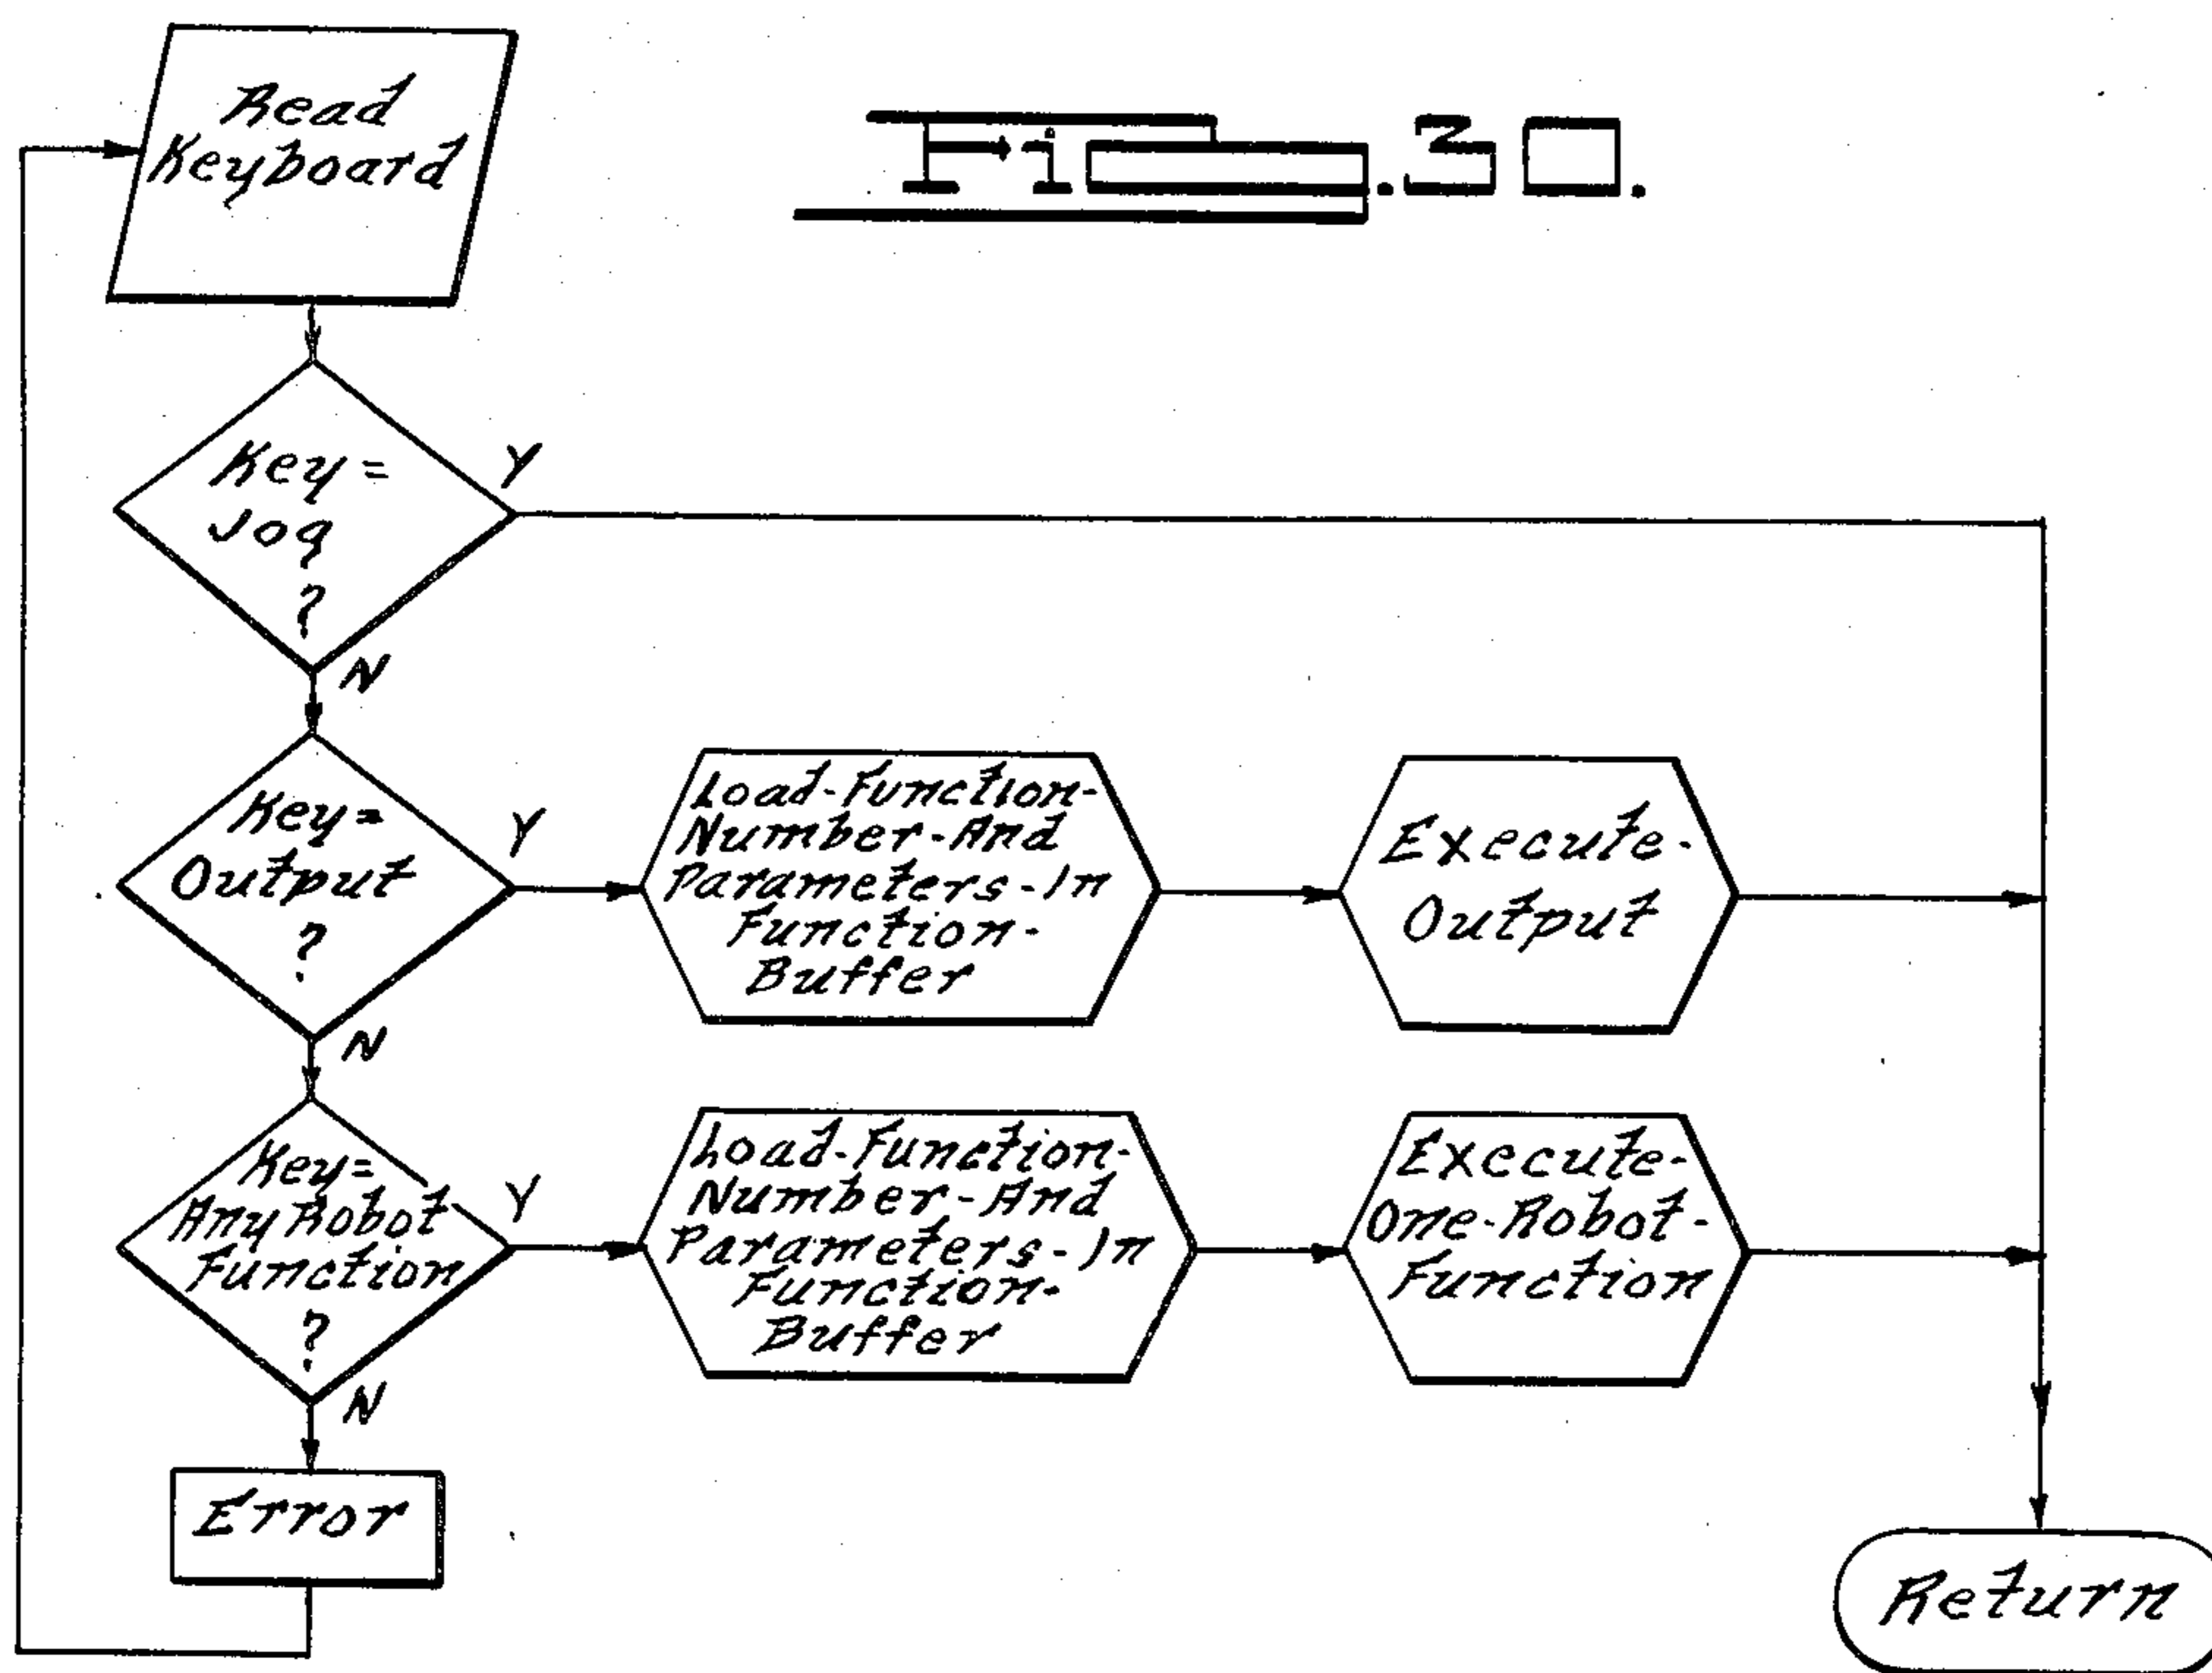 Read
Keyboard
Fig. 30.
Key =
Jog
?
Y
N
Key =
Output
?
Y
N
Load-Function-
Number-And
Parameters-In
Function-
Buffer
Execute-
Output
Key =
Any Robot
Function
?
Y
N
Load-Function-
Number-And
Parameters-In
Function-
Buffer
Execute-
One-Robot-
Function
Error
Return